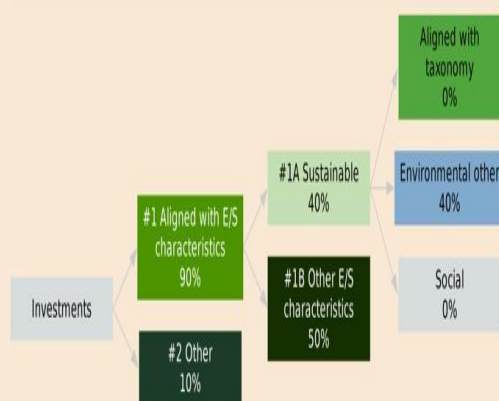 Aligned with
taxonomy
0%
#1A Sustainable
40%
Environmental other
40%
#1 Aligned with E/S
characteristics
90%
#1B Other E/S
characteristics
50%
Social
0%
Investments
#2 Other
10%